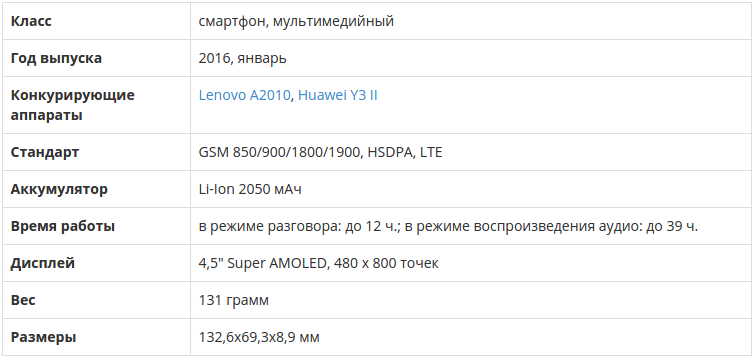 Класс смартфон, мультимедийный
Год выпуска 2016, январь
Конкурирующие Lenovo A2010, Huawei Y3 II
аппараты
Стандарт GSM 850/900/1800/1900, HSDPA, LTE
Аккумулятор Li-Ion 2050 мАч
Время работы в режиме разговора: до 12 ч.; в режиме воспроизведения аудио: до 39 ч.
Дисплей 4,5" Super AMOLED, 480 x 800 точек
Вес 131 грамм
Размеры 132,6x69,3x8,9 мм